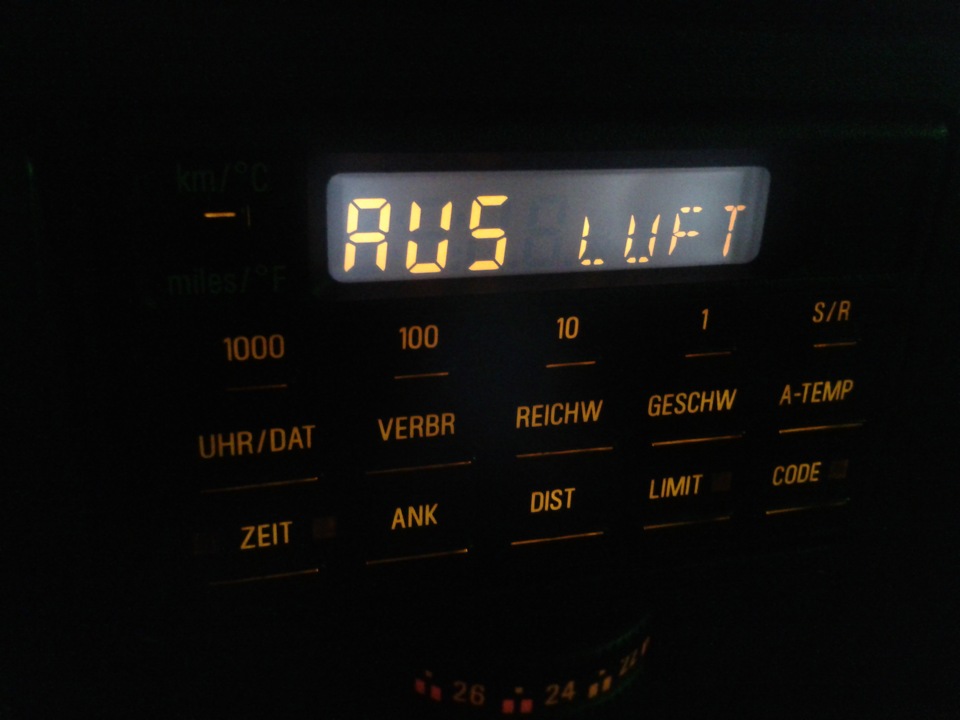 km/°C
AUS LUFT
miles/°F
1000 100 10 1 S/R
UHR/DAT VERBR REICHW GESCHW A-TEMP
ZEIT ANK DIST LIMIT CODE
26 24 22